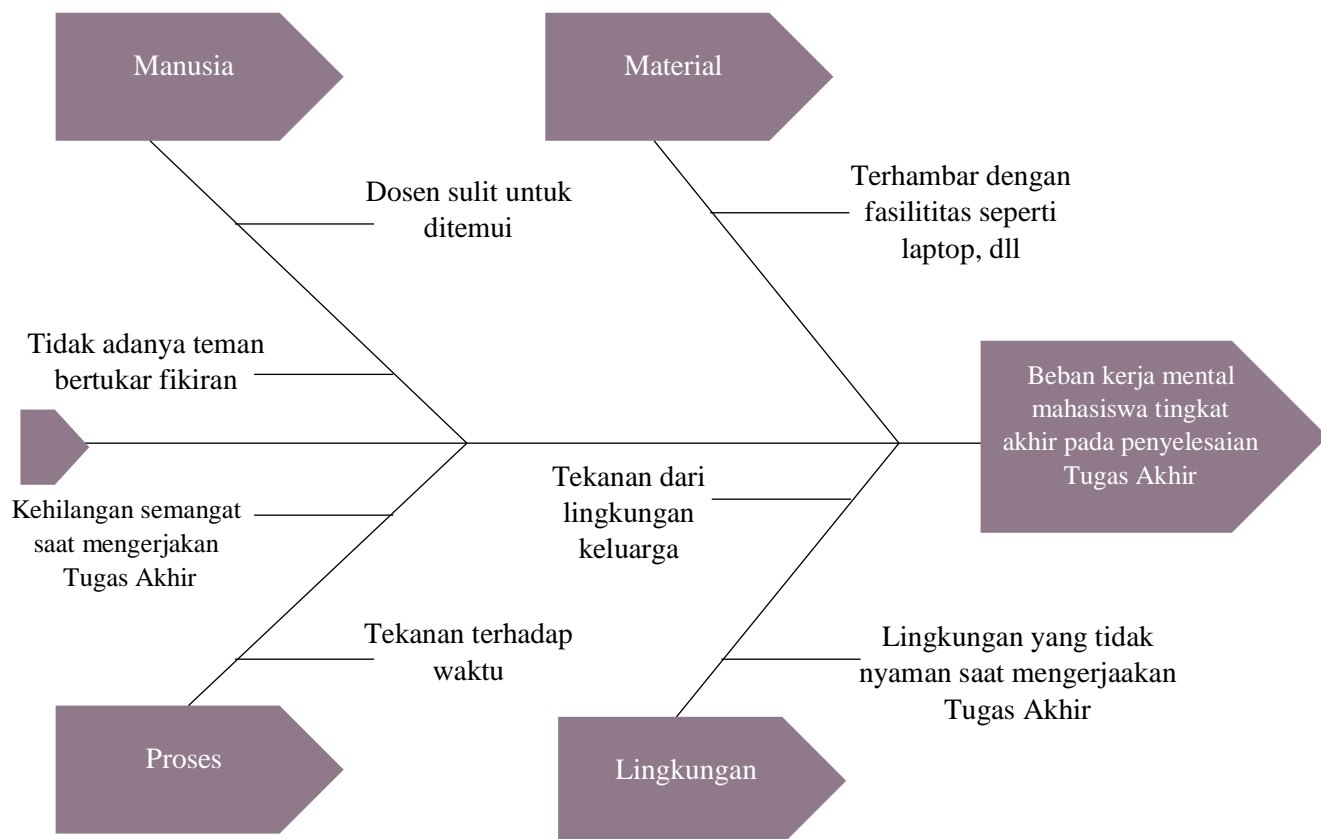 Manusia
Material
Dosen sulit untuk
ditemui
Terhambar dengan
fasilititas seperti
laptop, dll
Tidak adanya teman
bertukar fikiran
Beban kerja mental
mahasiswa tingkat
akhir pada penyelesaian
Tugas Akhir
Kehilangan semangat
saat mengerjakan
Tugas Akhir
Tekanan dari
lingkungan
keluarga
Tekanan terhadap
waktu
Lingkungan yang tidak
nyaman saat mengerjaakan
Tugas Akhir
Proses
Lingkungan